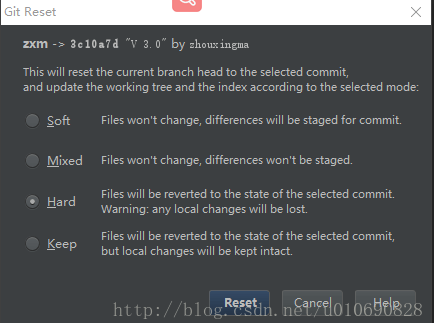 Git Reset
zxm -> 3c10a7d "V 3.0" by zhouxingma
This will reset the current branch head to the selected commit,
and update the working tree and the index according to the selected mode:
Soft Files won't change, differences will be staged for commit.
Mixed Files won't change, differences won't be staged.
Hard Files will be reverted to the state of the selected commit.
Warning: any local changes will be lost.
Keep Files will be reverted to the state of the selected commit,
but local changes will be kept intact.
Reset Cancel Help
http://blog.csdn.net/u010690828